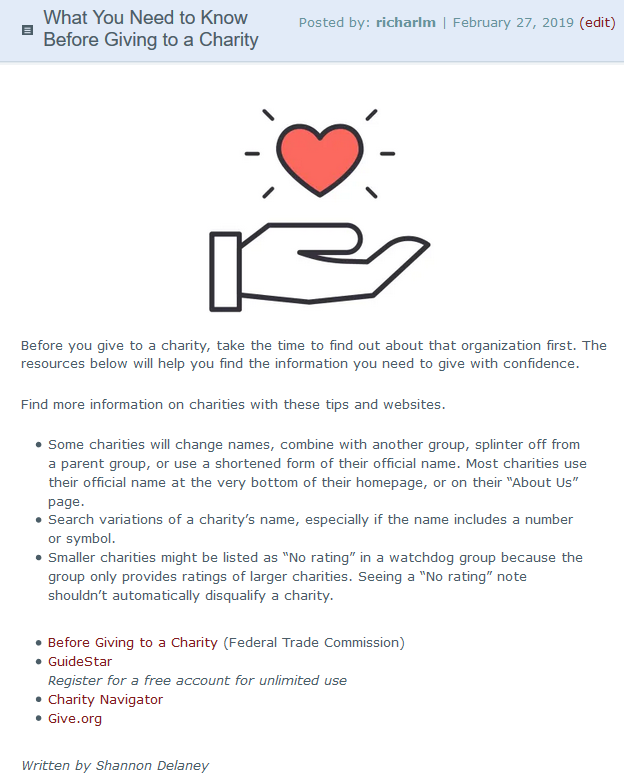 What You Need to Know
Before Giving to a Charity
Posted by: richarlm | February 27, 2019 (edit)
Before you give to a charity, take the time to find out about that organization first. The
resources below will help you find the information you need to give with confidence.
Find more information on charities with these tips and websites.
• Some charities will change names, combine with another group, splinter off from
a parent group, or use a shortened form of their official name. Most charities use
their official name at the very bottom of their homepage, or on their “About Us”
page.
• Search variations of a charity’s name, especially if the name includes a number
or symbol.
• Smaller charities might be listed as “No rating” in a watchdog group because the
group only provides ratings of larger charities. Seeing a “No rating” note
shouldn’t automatically disqualify a charity.
• Before Giving to a Charity (Federal Trade Commission)
• GuideStar
Register for a free account for unlimited use
• Charity Navigator
• Give.org
Written by Shannon Delaney